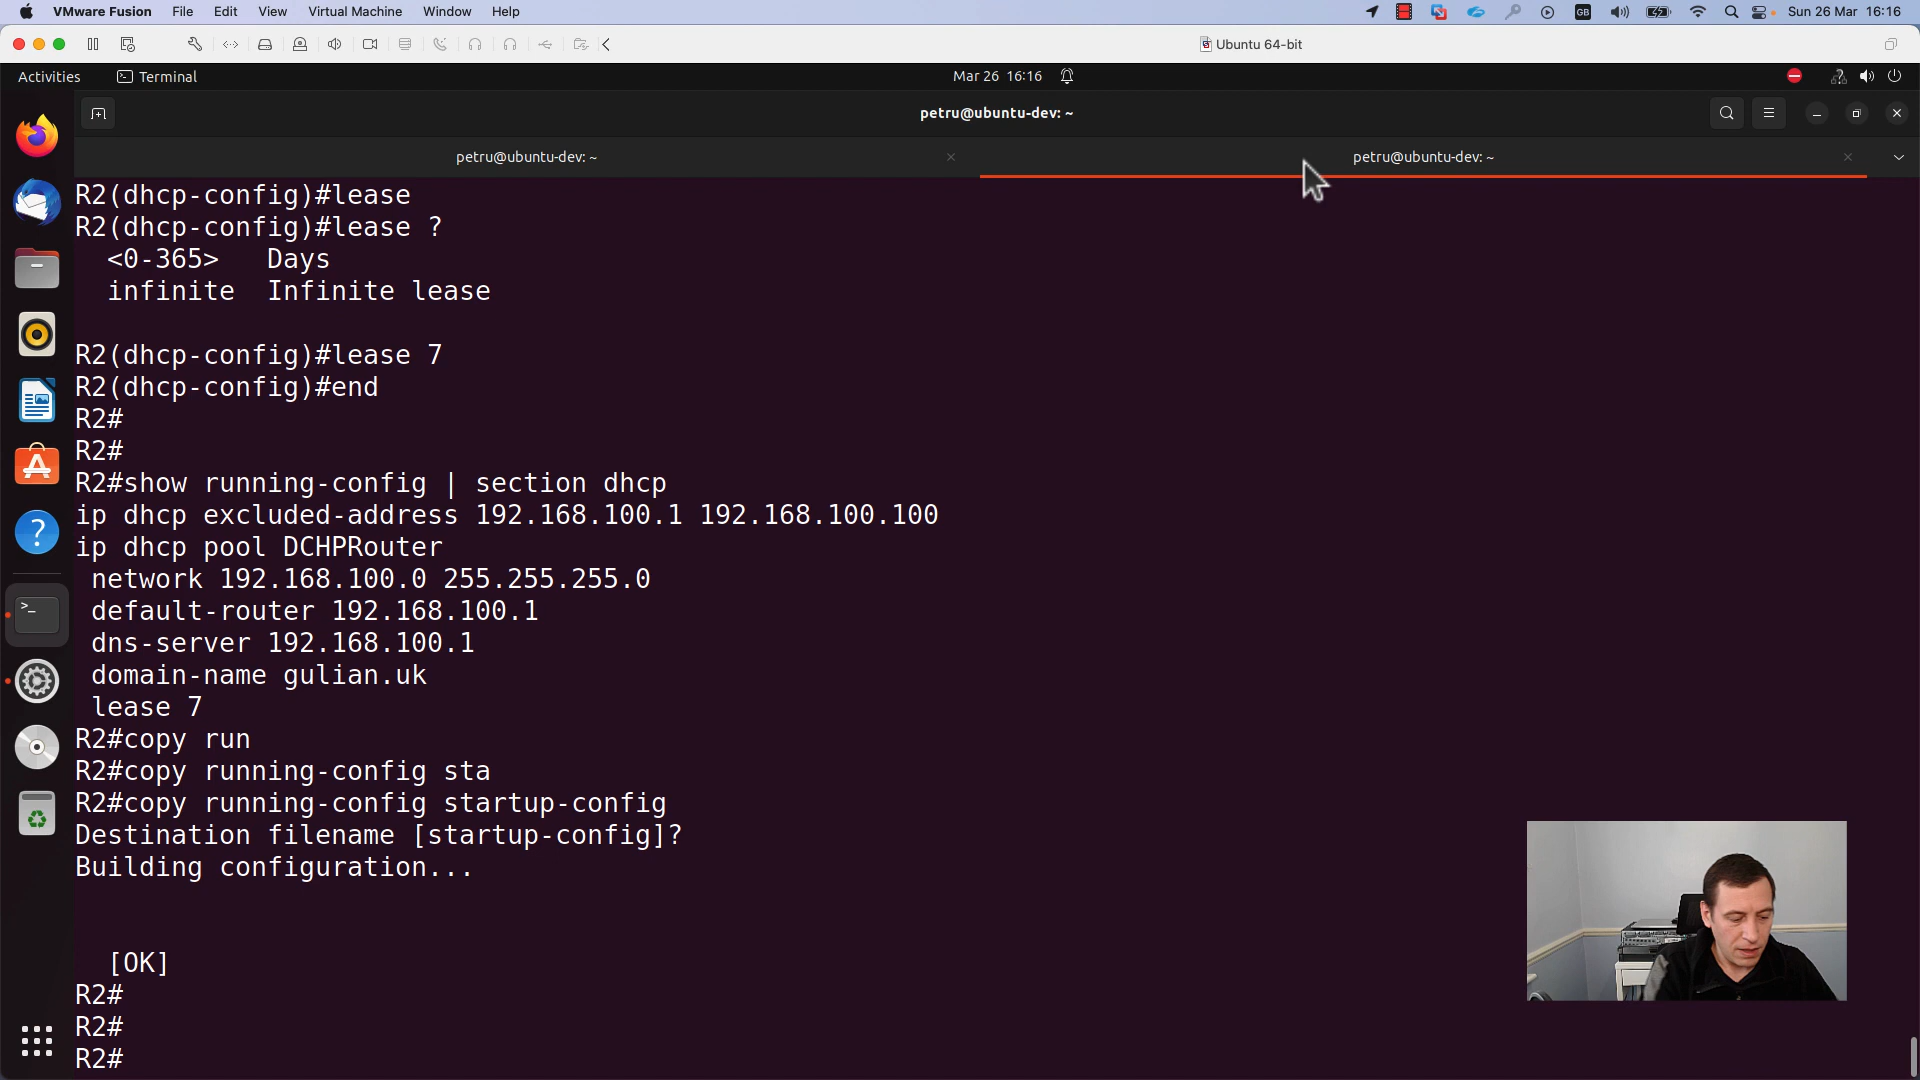 VMware Fusion File Edit View Virtual Machine Window Help GB Sun 26 Mar 16:16
Ubuntu 64-bit
Activities Terminal Mar 26 16:16
petru@ubuntu-dev: ~
petru@ubuntu-dev: ~ petru@ubuntu-dev: ~
R2(dhcp-config)#lease
R2(dhcp-config)#lease ?
<0-365> Days
infinite Infinite lease
R2(dhcp-config)#lease 7
R2(dhcp-config)#end
R2#
R2#
R2#show running-config | section dhcp
ip dhcp excluded-address 192.168.100.1 192.168.100.100
ip dhcp pool DCHPRouter
network 192.168.100.0 255.255.255.0
default-router 192.168.100.1
dns-server 192.168.100.1
domain-name gulian.uk
lease 7
R2#copy run
R2#copy running-config sta
R2#copy running-config startup-config
Destination filename [startup-config]?
Building configuration...
[OK]
R2#
R2#
R2#